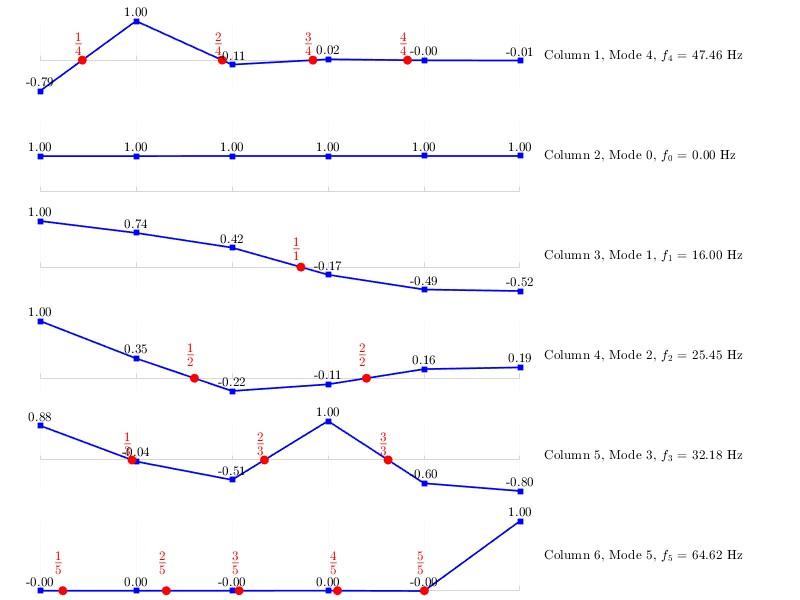 1.00
1/4 2/4 3/4 4/4
-0.79 -0.11 0.02 -0.00 -0.01
Column 1, Mode 4, f₄ = 47.46 Hz
1.00 1.00 1.00 1.00 1.00 1.00
Column 2, Mode 0, f₀ = 0.00 Hz
1.00 0.74 0.42 -0.17 -0.49 -0.52
1/1
Column 3, Mode 1, f₁ = 16.00 Hz
1.00 0.35 -0.22 -0.11 0.16 0.19
1/2 2/2
Column 4, Mode 2, f₂ = 25.45 Hz
0.88 -0.04 -0.51 1.00 -0.60 -0.80
1/3 2/3 3/3
Column 5, Mode 3, f₃ = 32.18 Hz
1.00
1/5 2/5 3/5 4/5 5/5
-0.00 0.00 -0.00 0.00 -0.00
Column 6, Mode 5, f₅ = 64.62 Hz